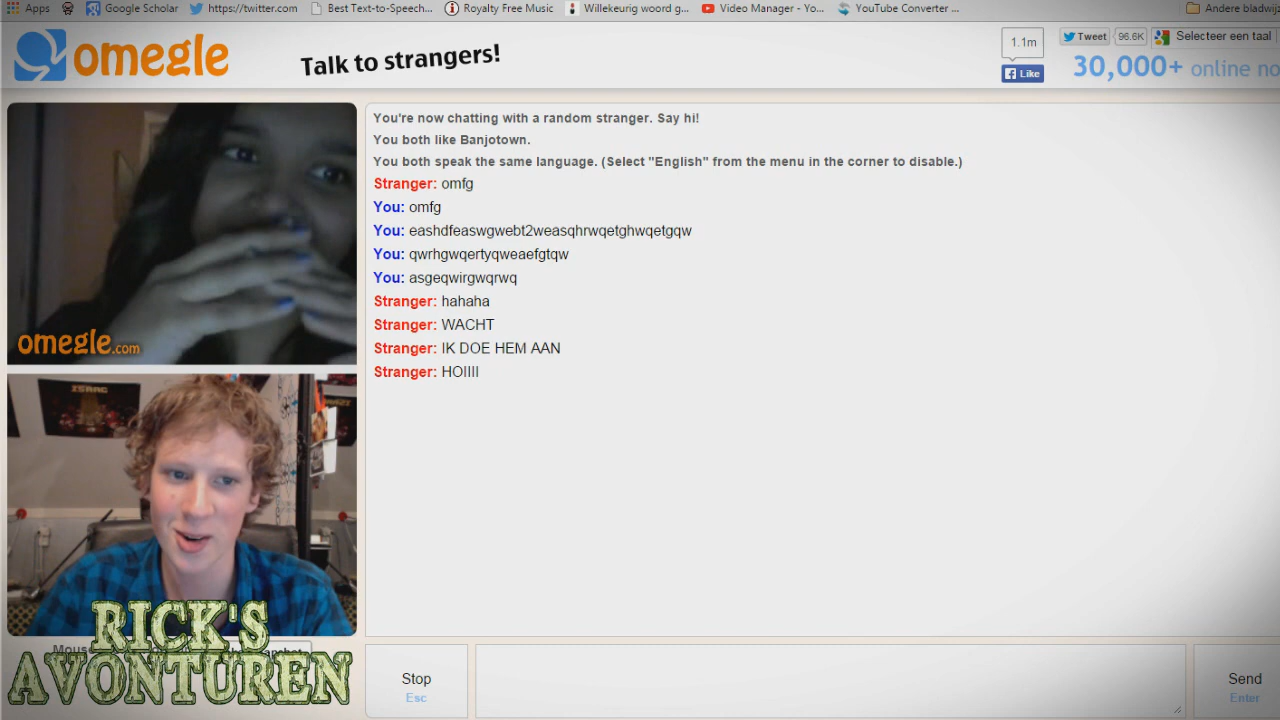 Apps Google Scholar https://twitter.com Best Text-to-Speech... Royalty Free Music Willekeurig woord g... Video Manager - Yo... YouTube Converter ... Andere bladwijz
omegle Talk to strangers! 1.1m Like Tweet 96.6K Selecteer een taal
30,000+ online no
You're now chatting with a random stranger. Say hi!
You both like Banjotown.
You both speak the same language. (Select "English" from the menu in the corner to disable.)
Stranger: omfg
You: omfg
You: eashdfeaswgwebt2weasqhrwqetghwqetgqw
You: qwrhgwqertyqweaefgtqw
You: asgeqwirgwqrwq
Stranger: hahaha
Stranger: WACHT
Stranger: IK DOE HEM AAN
Stranger: HOIIII
omegle.com
ISAAC
RICK'S
AVONTUREN
Stop
Esc
Send
Enter